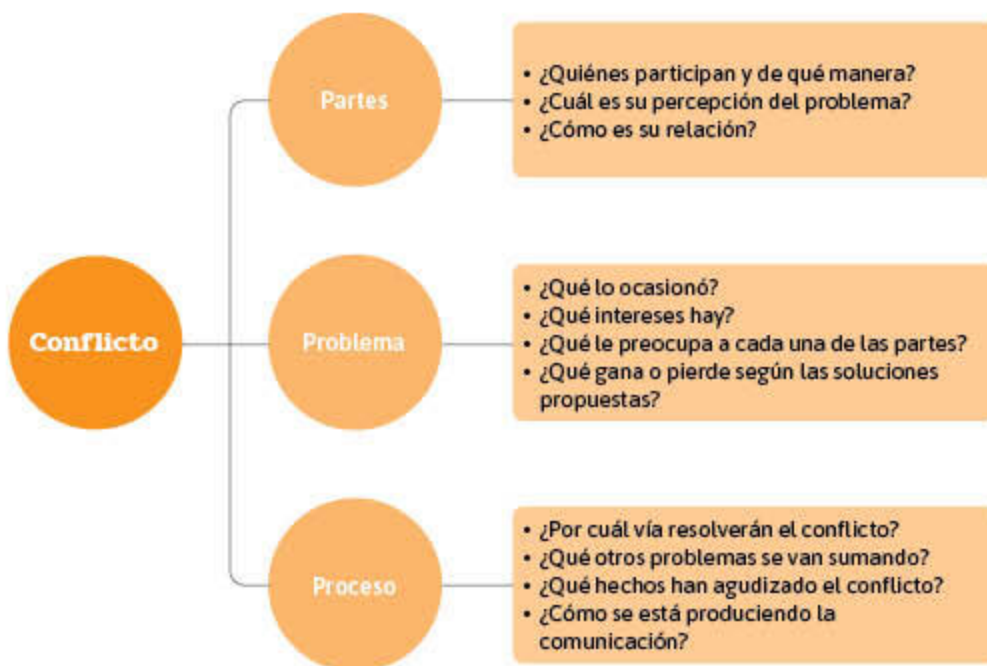 Conflicto
Partes
• ¿Quiénes participan y de qué manera?
• ¿Cuál es su percepción del problema?
• ¿Cómo es su relación?
Problema
• ¿Qué lo ocasionó?
• ¿Qué intereses hay?
• ¿Qué le preocupa a cada una de las partes?
• ¿Qué gana o pierde según las soluciones
propuestas?
Proceso
• ¿Por cuál vía resolverán el conflicto?
• ¿Qué otros problemas se van sumando?
• ¿Qué hechos han agudizado el conflicto?
• ¿Cómo se está produciendo la
comunicación?